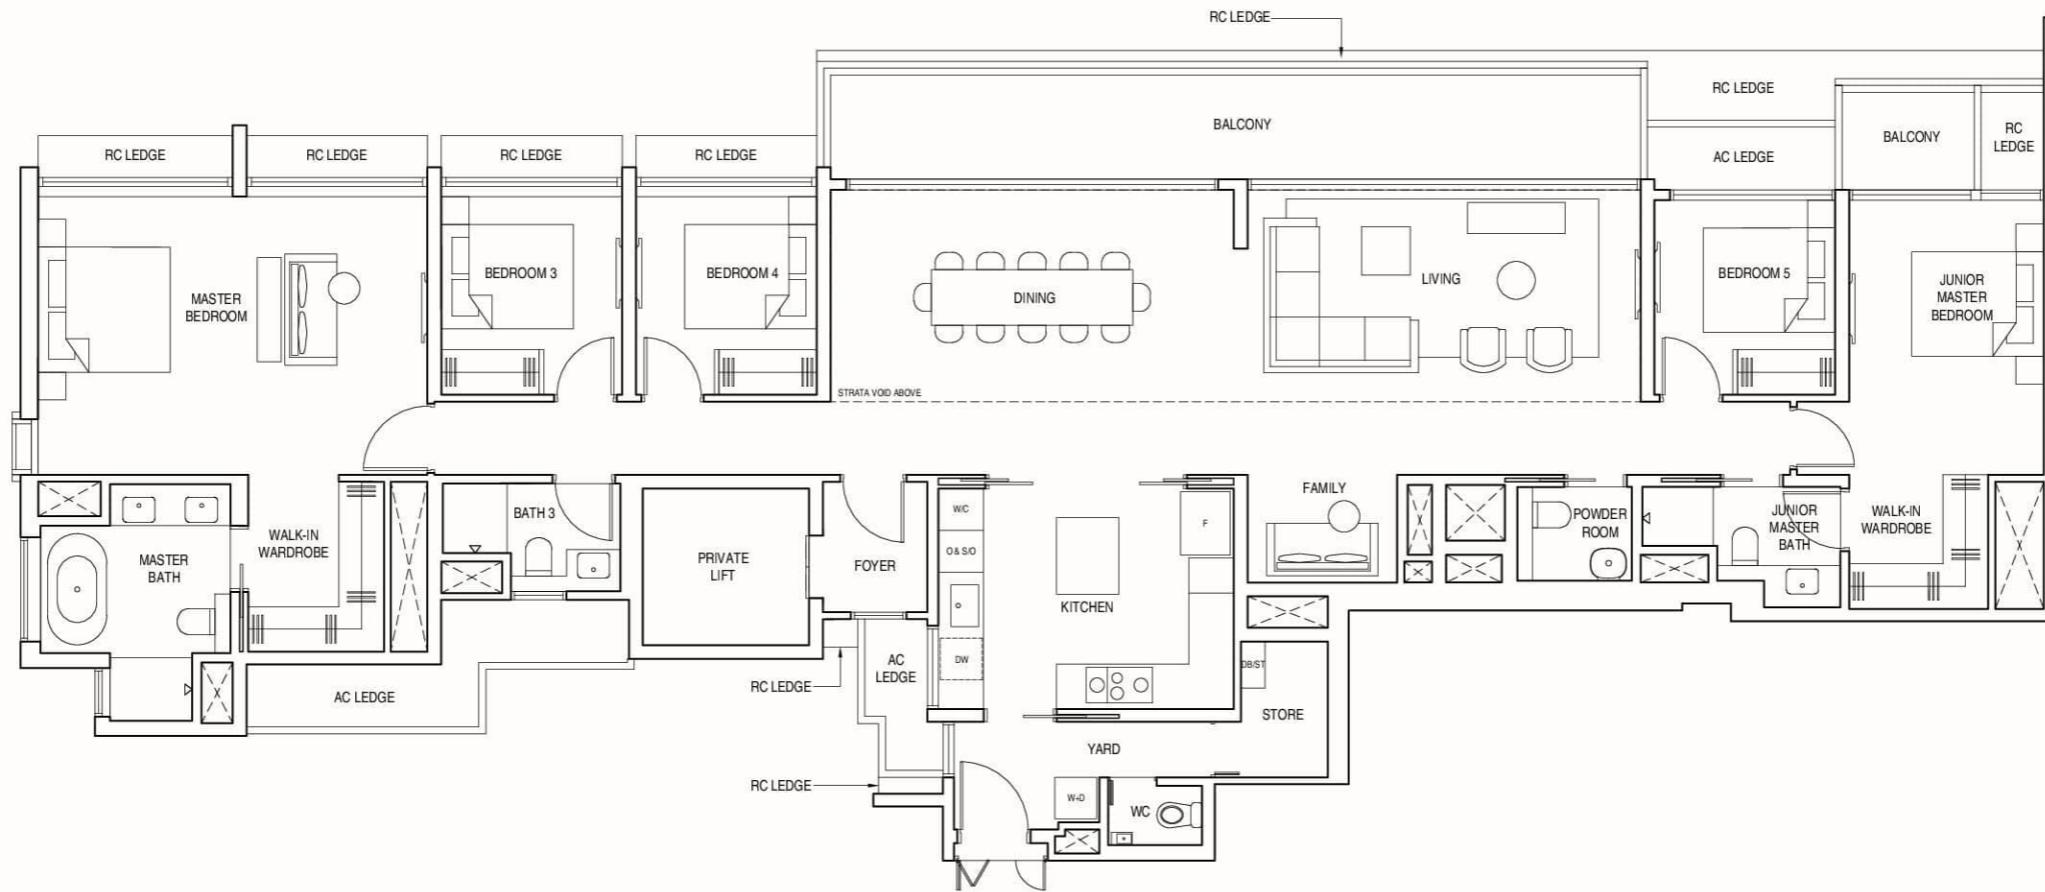 RC LEDGE
RC LEDGE
BALCONY
BALCONY
RC
LEDGE
RC LEDGE
RC LEDGE
RC LEDGE
RC LEDGE
AC LEDGE
MASTER
BEDROOM
BEDROOM 3
BEDROOM 4
DINING
LIVING
BEDROOM 5
JUNIOR
MASTER
BEDROOM
STRATA VOID ABOVE
FAMILY
W/C
F
BATH 3
POWDER
ROOM
JUNIOR
MASTER
BATH
WALK-IN
WARDROBE
WALK-IN
WARDROBE
MASTER
BATH
PRIVATE
LIFT
FOYER
O & S/O
KITCHEN
DW
DB/ST
AC
LEDGE
RC LEDGE
AC LEDGE
STORE
YARD
RC LEDGE
W+D
WC